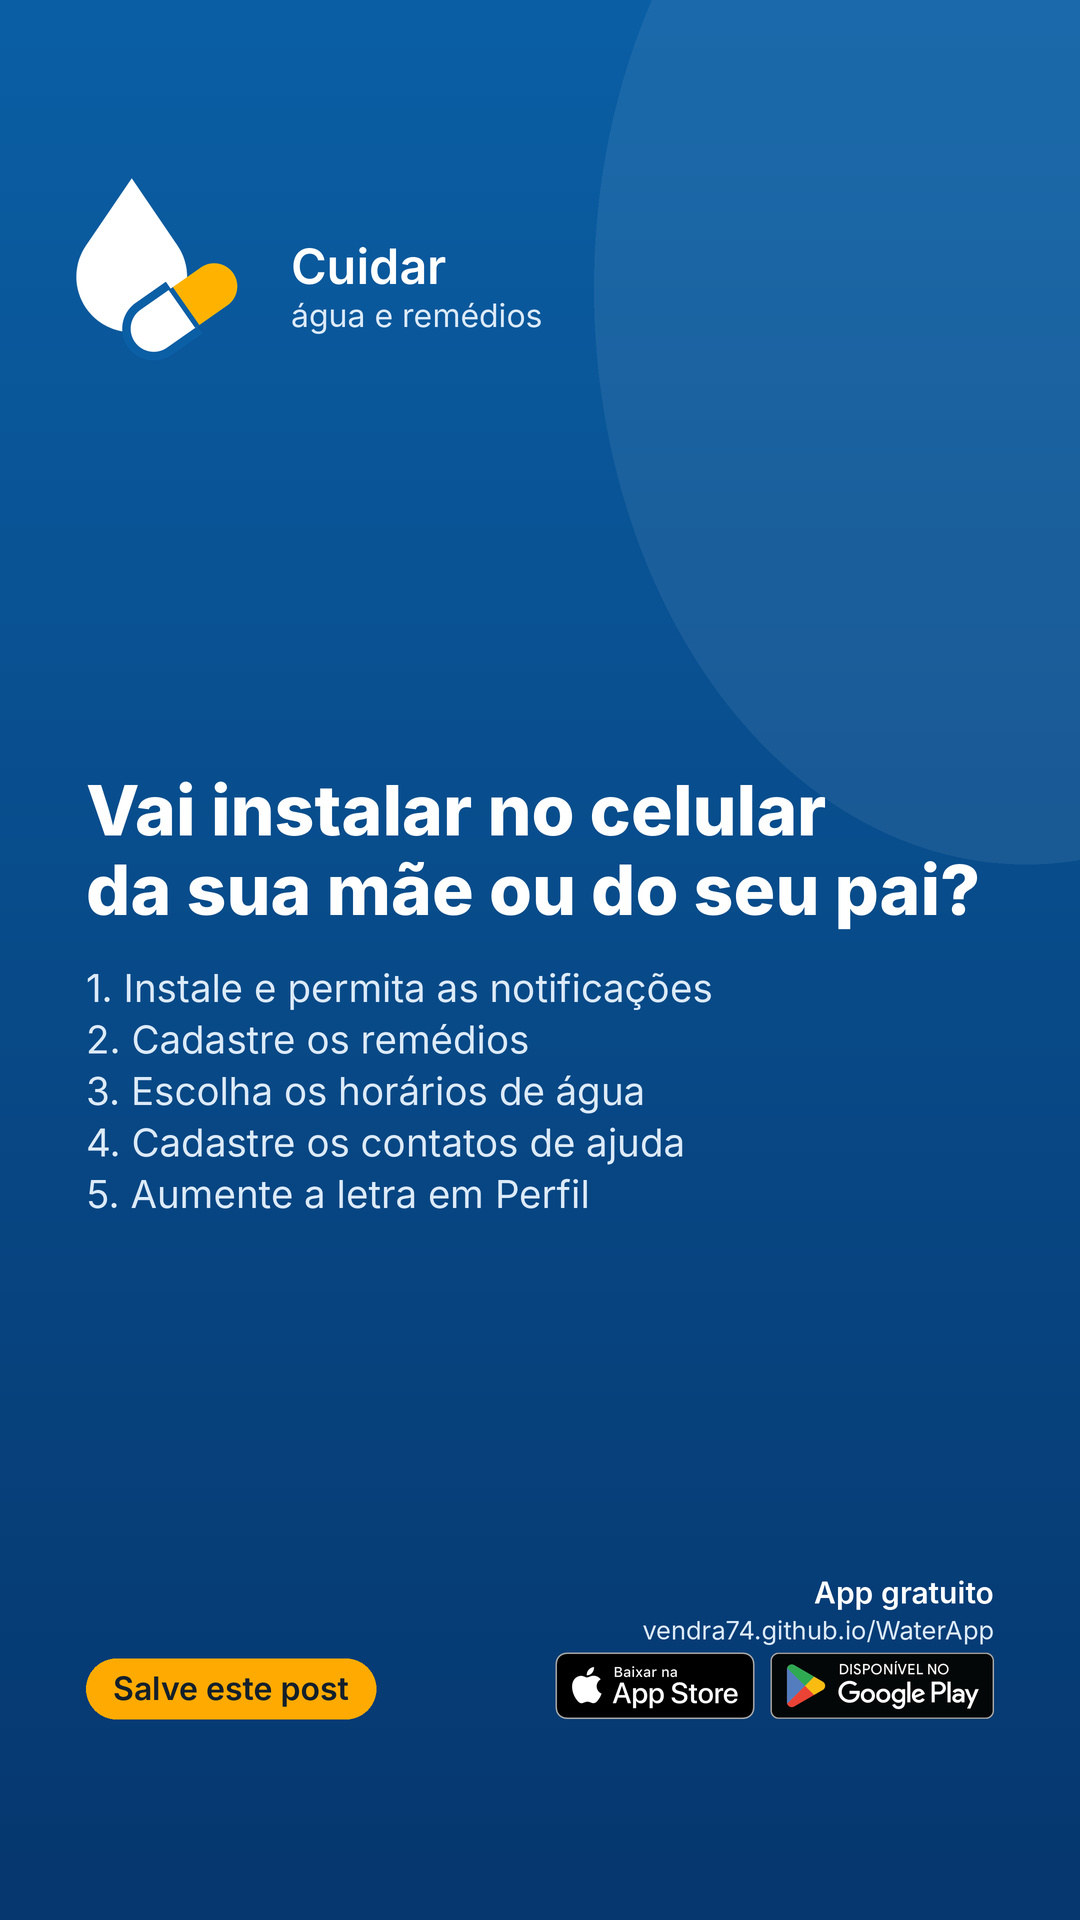 Cuidar
água e remédios
Vai instalar no celular
da sua mãe ou do seu pai?
1. Instale e permita as notificações
2. Cadastre os remédios
3. Escolha os horários de água
4. Cadastre os contatos de ajuda
5. Aumente a letra em Perfil
App gratuito
vendra74.github.io/WaterApp
Salve este post
Baixar na
App Store
DISPONÍVEL NO
Google Play